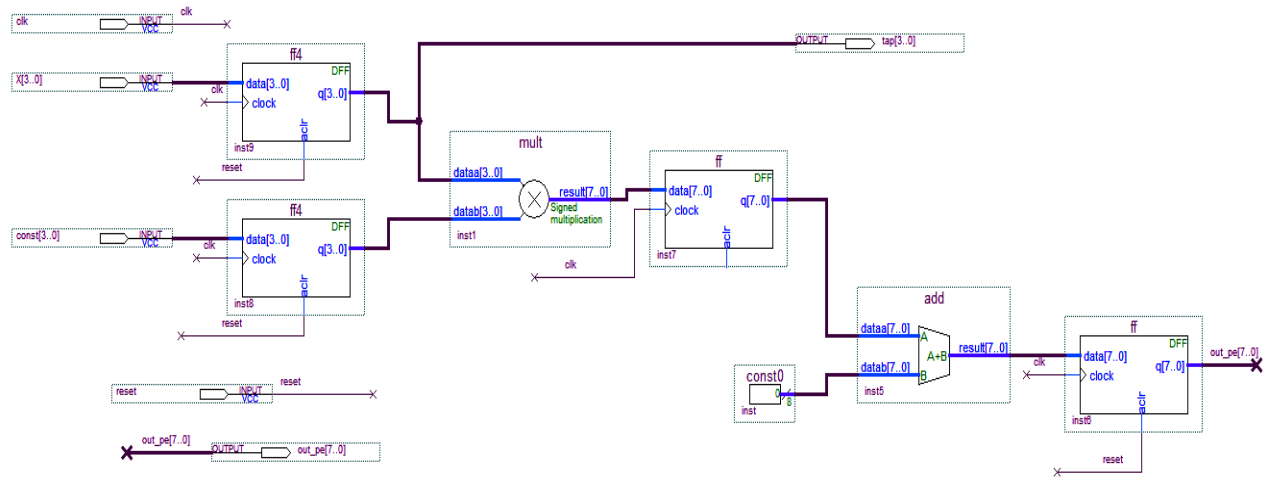 clk
INPUT
VCC
clk
X[3..0]
INPUT
VCC
clk
ff4
DFF
data[3..0]
q[3..0]
clock
aclr
inst9
reset
OUTPUT
tap[3..0]
mult
dataa[3..0]
datab[3..0]
result[7..0]
Signed
multiplication
inst1
const[3..0]
INPUT
VCC
clk
ff4
DFF
data[3..0]
q[3..0]
clock
aclr
inst8
reset
ff
DFF
data[7..0]
q[7..0]
clock
aclr
inst7
clk
add
dataa[7..0]
A
A+B
result[7..0]
datab[7..0]
B
inst5
const0
0
8
inst
ff
DFF
clk
data[7..0]
q[7..0]
clock
aclr
inst6
reset
out_pe[7..0]
reset
INPUT
VCC
reset
out_pe[7..0]
OUTPUT
out_pe[7..0]